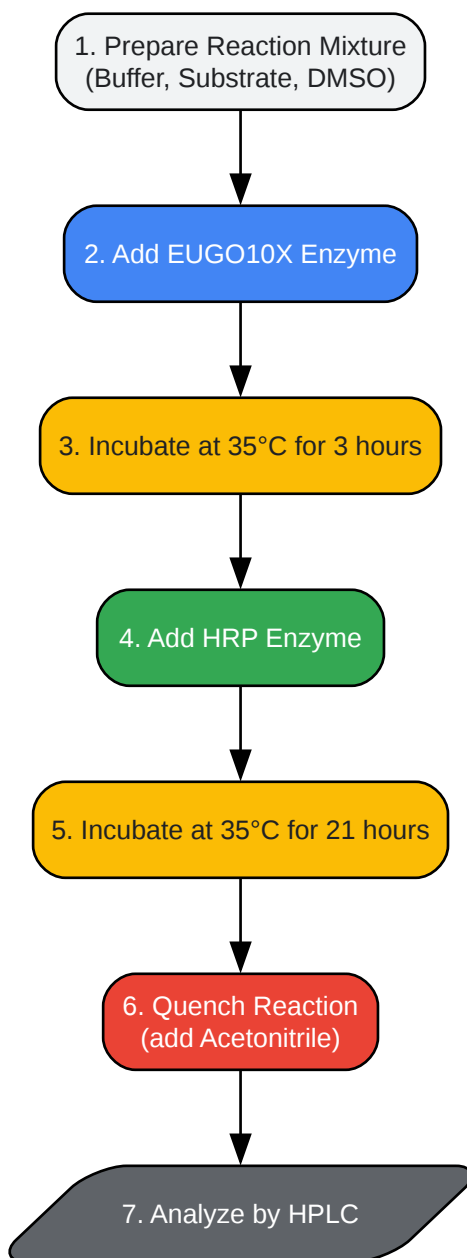 1. Prepare Reaction Mixture
(Buffer, Substrate, DMSO)
2. Add EUGO10X Enzyme
3. Incubate at 35°C for 3 hours
4. Add HRP Enzyme
5. Incubate at 35°C for 21 hours
6. Quench Reaction
(add Acetonitrile)
7. Analyze by HPLC